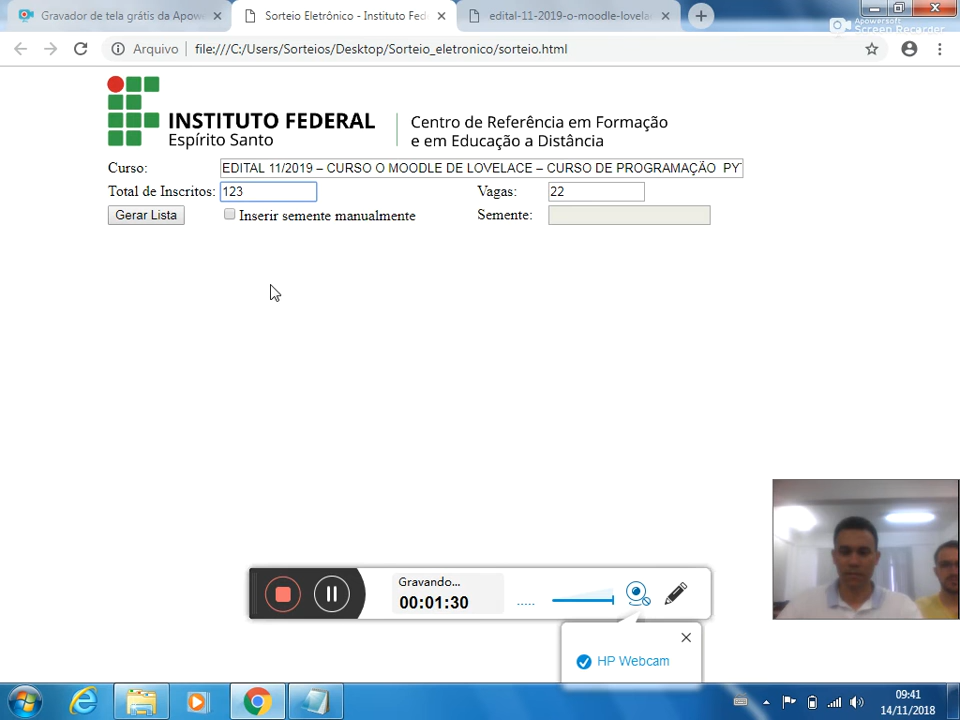 Gravador de tela grátis da Apow
Sorteio Eletrônico - Instituto Fed
edital-11-2019-o-moodle-lovela
Apowersoft
Screen Recorder
Arquivo
file:///C:/Users/Sorteios/Desktop/Sorteio_eletronico/sorteio.html
INSTITUTO FEDERAL
Espírito Santo
Centro de Referência em Formação
e em Educação a Distância
Curso: EDITAL 11/2019 – CURSO O MOODLE DE LOVELACE – CURSO DE PROGRAMAÇÃO PY
Total de Inscritos: 123 Vagas: 22
Gerar Lista Inserir semente manualmente Semente:
Gravando...
00:01:30
HP Webcam
09:41
14/11/2018